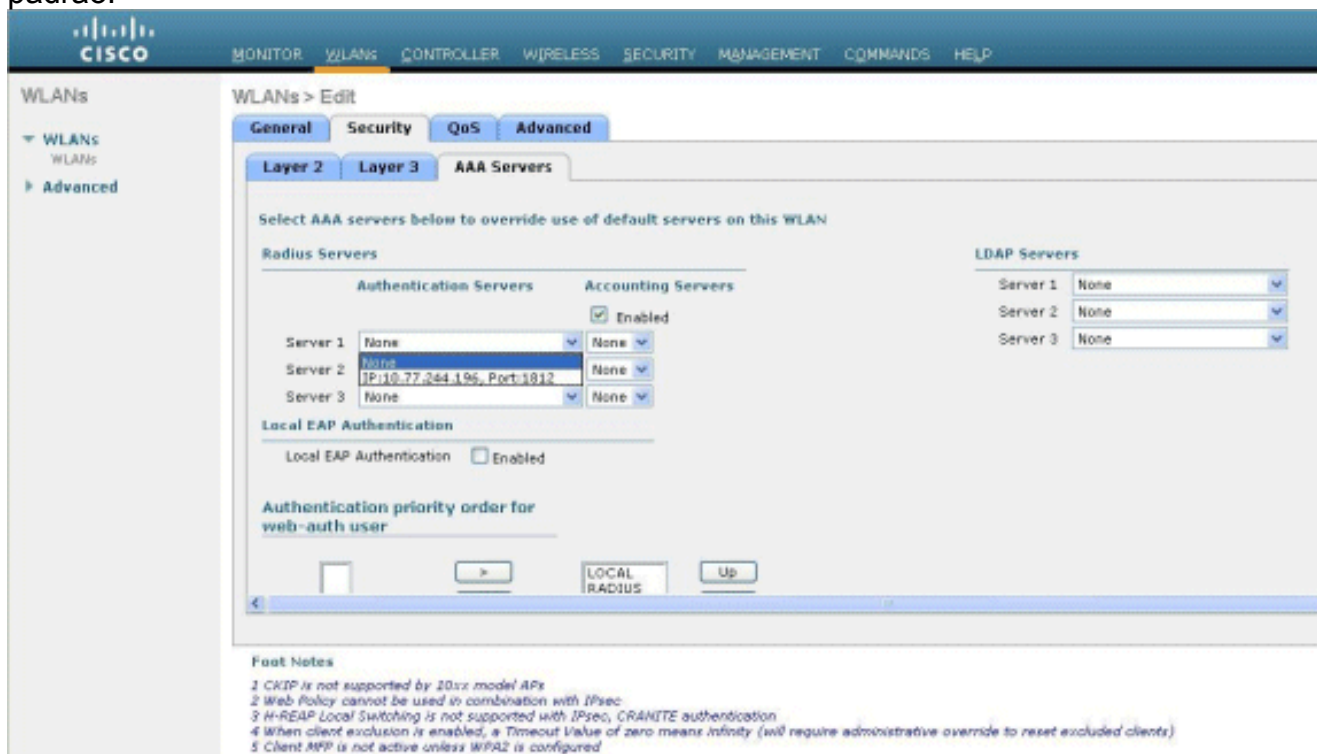 padrão.
CISCO
MONITOR WLANs CONTROLLER WIRELESS SECURITY MANAGEMENT COMMANDS HELP
WLANs
WLANs
WLANs
Advanced
WLANs > Edit
General Security QoS Advanced
Layer 2 Layer 3 AAA Servers
Select AAA servers below to override use of default servers on this WLAN
Radius Servers
Authentication Servers Accounting Servers
Enabled
Server 1 None None
None
Server 2 IP:10.77.244.196, Port:1812 None
Server 3 None None
LDAP Servers
Server 1 None
Server 2 None
Server 3 None
Local EAP Authentication
Local EAP Authentication Enabled
Authentication priority order for
web-auth user
> LOCAL Up
RADIUS
Foot Notes
1 CKIP is not supported by 10xx model APs
2 Web Policy cannot be used in combination with IPsec
3 H-REAP Local Switching is not supported with IPsec, CRANITE authentication
4 When client exclusion is enabled, a Timeout Value of zero means infinity (will require administrative override to reset excluded clients)
5 Client MFP is not active unless WPA2 is configured